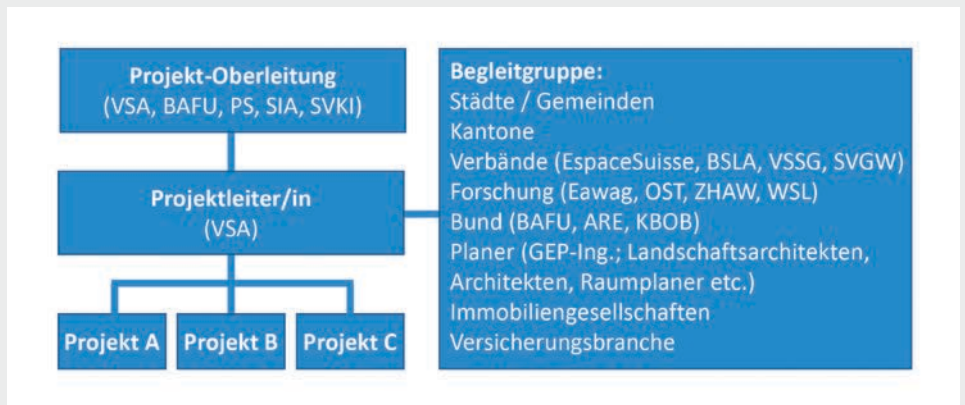 Projekt-Oberleitung
(VSA, BAFU, PS, SIA, SVKI)
Projektleiter/in
(VSA)
Projekt A
Projekt B
Projekt C
Begleitgruppe:
Städte / Gemeinden
Kantone
Verbände (EspaceSuisse, BSLA, VSSG, SVGW)
Forschung (Eawag, OST, ZHAW, WSL)
Bund (BAFU, ARE, KBOB)
Planer (GEP-Ing.; Landschaftsarchitekten,
Architekten, Raumplaner etc.)
Immobiliengesellschaften
Versicherungsbranche